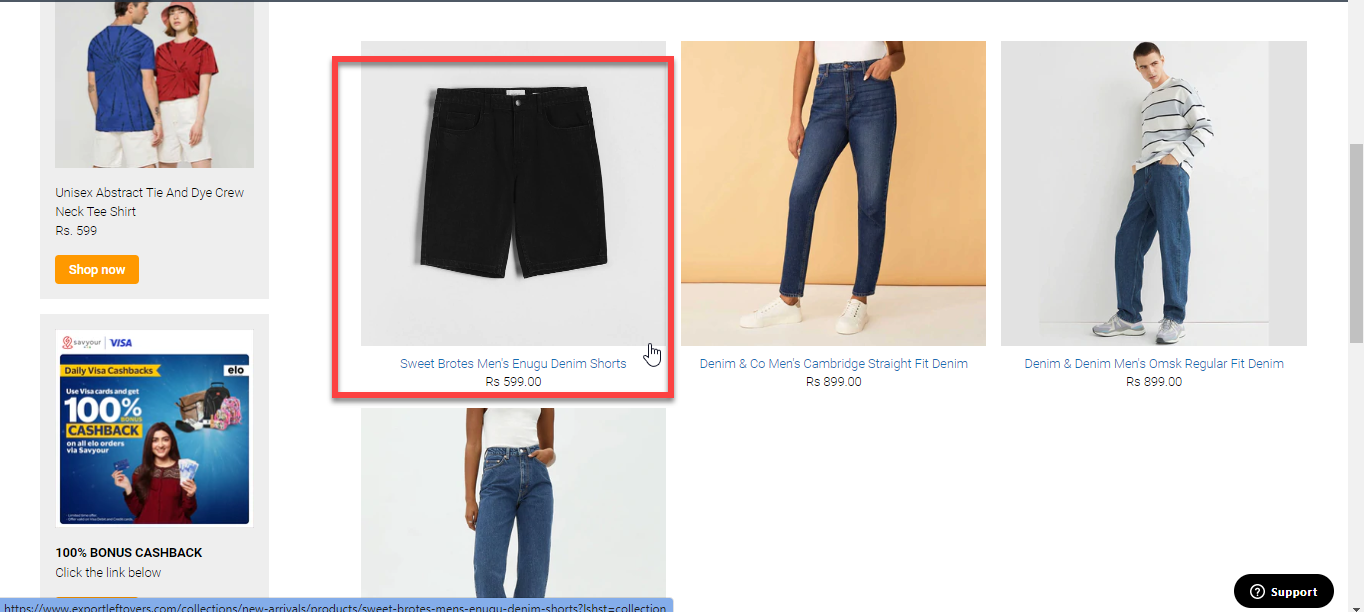 Unisex Abstract Tie And Dye Crew
Neck Tee Shirt
Rs. 599
Shop now
savyour
VISA
Daily Visa Cashbacks
elo
Use Visa cards and get
100%
BONUS
CASHBACK
on all elo orders
via Savyour
100% BONUS CASHBACK
Click the link below
Sweet Brotes Men's Enugu Denim Shorts
Rs 599.00
Denim & Co Men's Cambridge Straight Fit Denim
Rs 899.00
Denim & Denim Men's Omsk Regular Fit Denim
Rs 899.00
Support
https://www.exportleftovers.com/collections/new-arrivals/products/sweet-brotes-mens-enugu-denim-shorts?lshst=collection